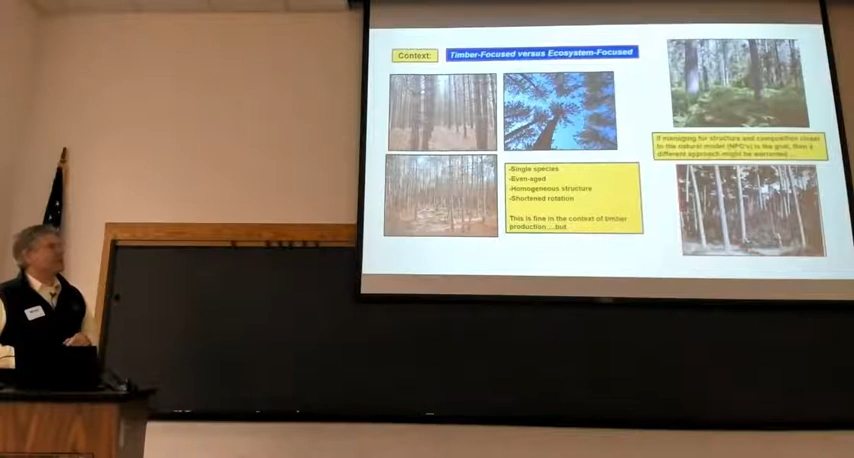 Context:
Timber-Focused versus Ecosystem-Focused
-Single species
-Even-aged
-Homogeneous structure
-Shortened rotation
This is fine in the context of timber
production....but
If managing for structure and composition closer
to the natural model (NPC's) is the goal, then a
different approach might be warranted...